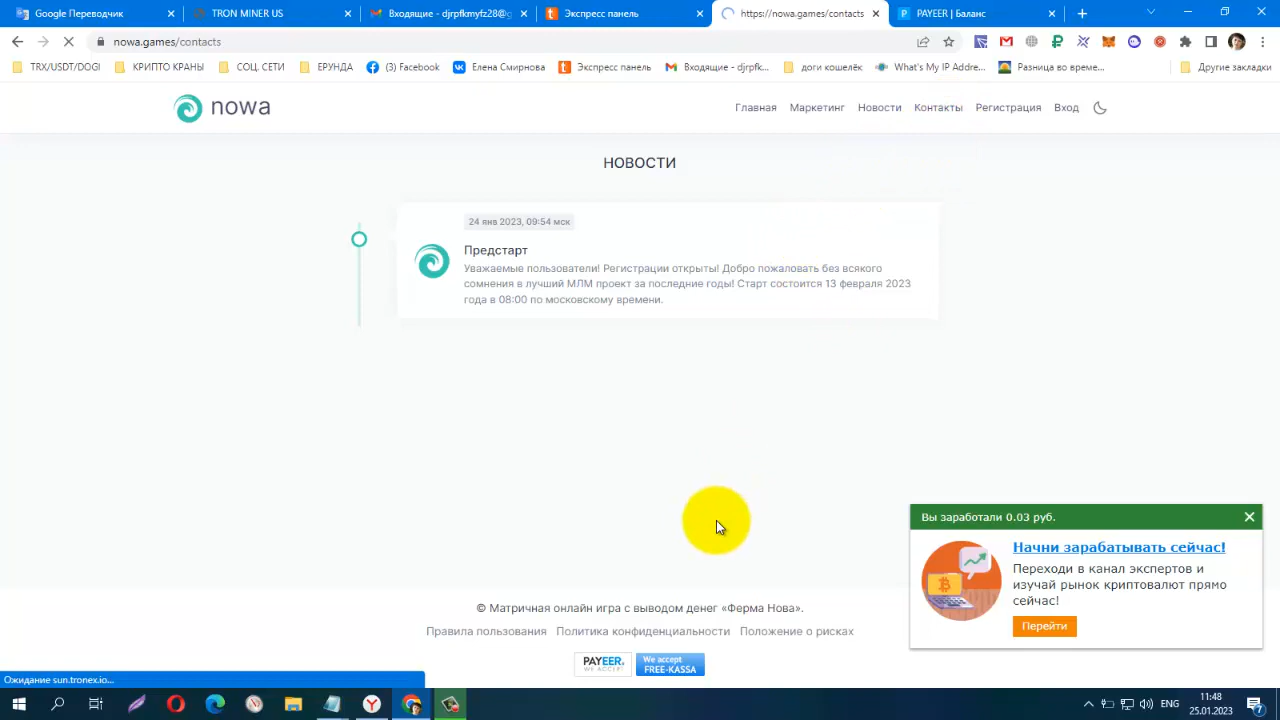 Google Переводчик
TRON MINER US
Входящие - djrpfkmyfz28@g
Экспресс панель
https://nowa.games/contacts
PAYEER | Баланс
nowa.games/contacts
TRX/USDT/DOGI
КРИПТО КРАНЫ
СОЦ. СЕТИ
ЕРУНДА
(3) Facebook
Елена Смирнова
Экспресс панель
Входящие - djrpfk...
доги кошелёк
What's My IP Addre...
Разница во време...
Другие закладки
nowa
Главная
Маркетинг
Новости
Контакты
Регистрация
Вход
НОВОСТИ
24 янв 2023, 09:54 мск
Предстарт
Уважаемые пользователи! Регистрации открыты! Добро пожаловать без всякого
сомнения в лучший МЛМ проект за последние годы! Старт состоится 13 февраля 2023
года в 08:00 по московскому времени.
Вы заработали 0.03 руб.
Начни зарабатывать сейчас!
Переходи в канал экспертов и
изучай рынок криптовалют прямо
сейчас!
Перейти
© Матричная онлайн игра с выводом денег «Ферма Нова».
Правила пользования
Политика конфиденциальности
Положение о рисках
PAYEER
WE ACCEPT
We accept
FREE-KASSA
Ожидание sun.tronex.io...
ENG
11:48
25.01.2023